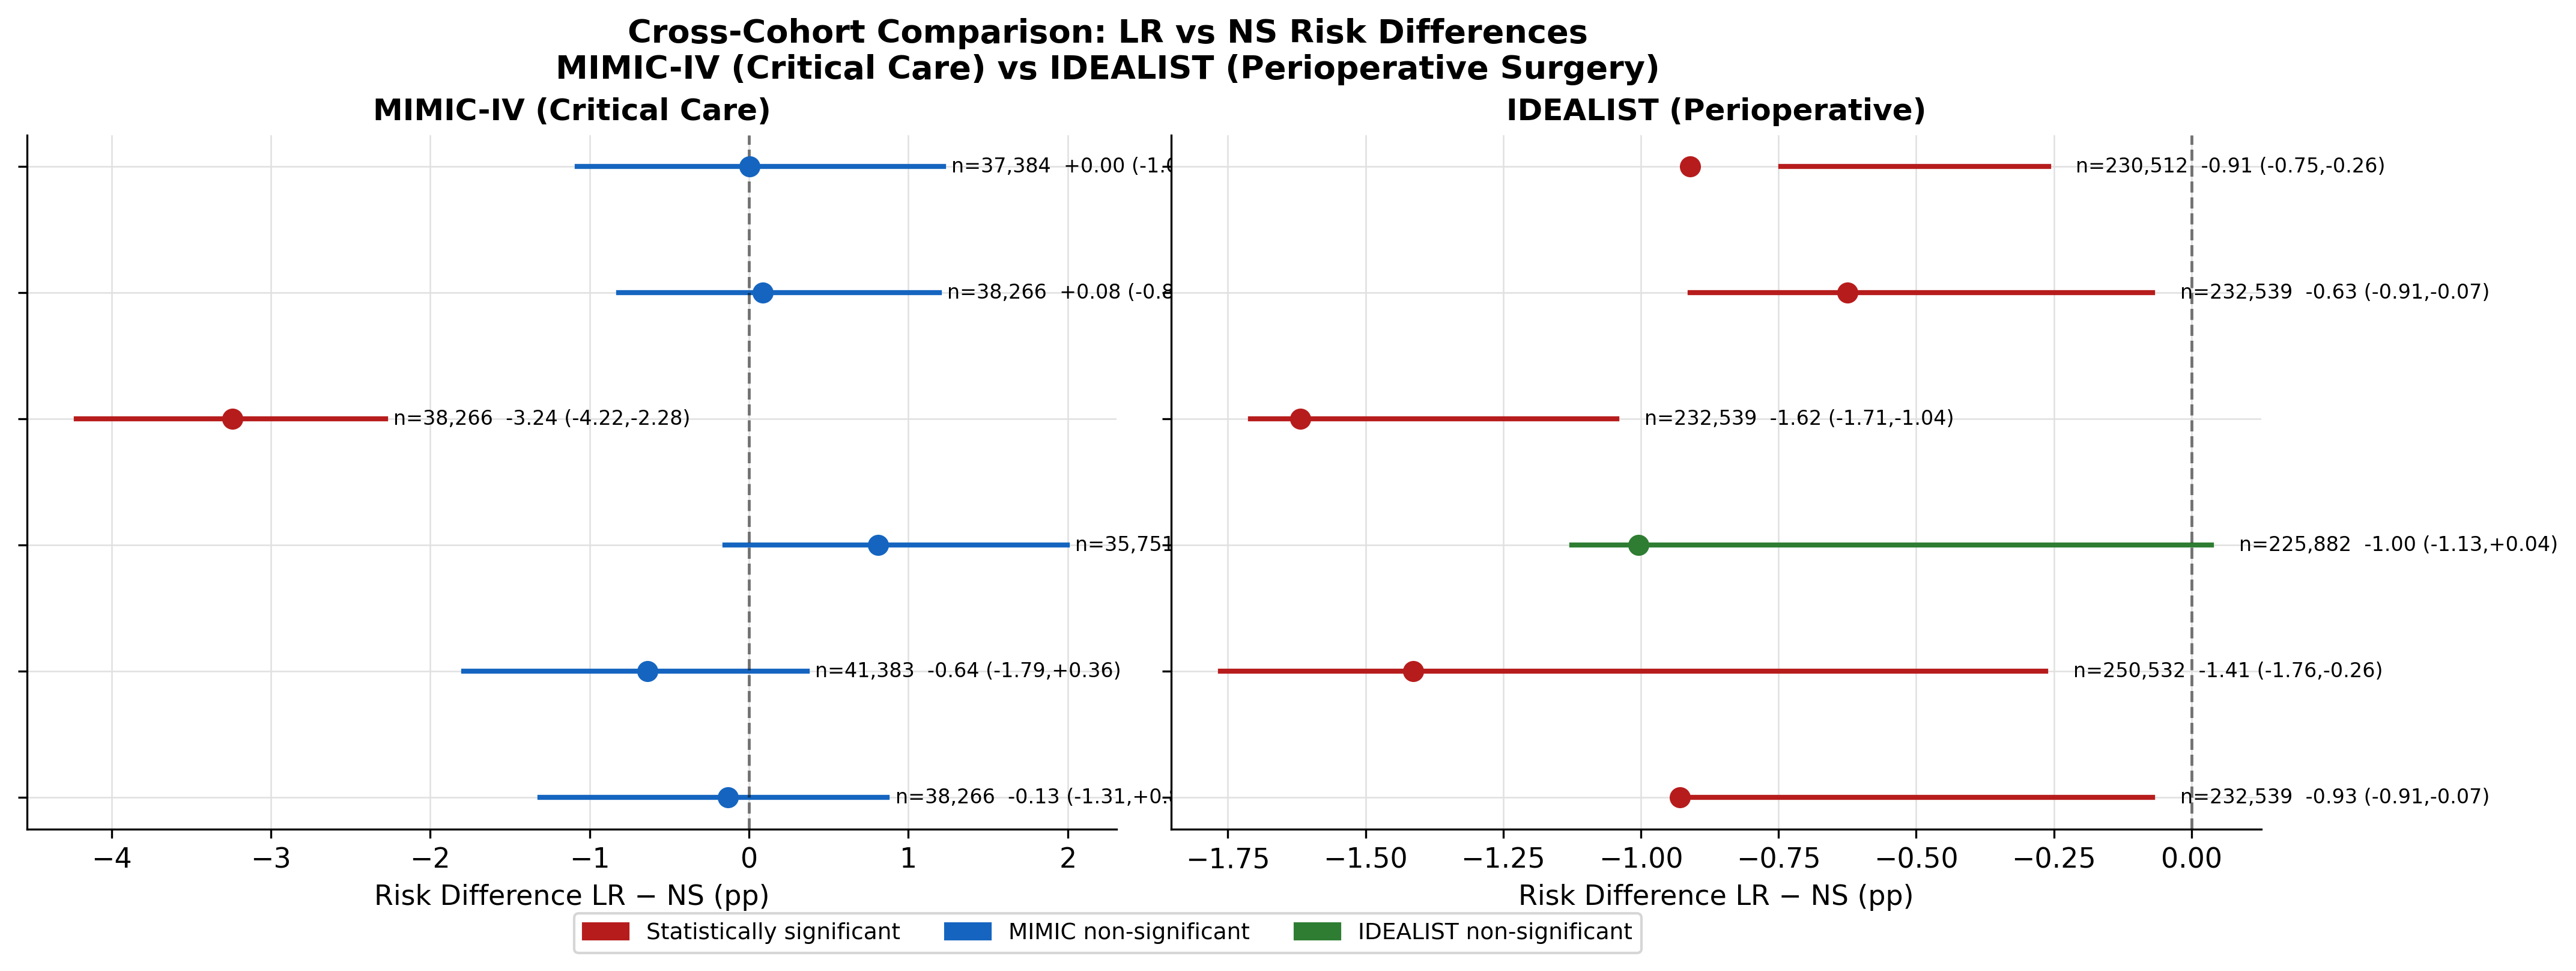 Cross-Cohort Comparison: LR vs NS Risk Differences
MIMIC-IV (Critical Care) vs IDEALIST (Perioperative Surgery)
MIMIC-IV (Critical Care)
n=37,384 +0.00 (-1.0
n=38,266 +0.08 (-0.8
n=38,266 -3.24 (-4.22,-2.28)
n=35,751
n=41,383 -0.64 (-1.79,+0.36)
n=38,266 -0.13 (-1.31,+0.
−4 −3 −2 −1 0 1 2
Risk Difference LR − NS (pp)
IDEALIST (Perioperative)
n=230,512 -0.91 (-0.75,-0.26)
n=232,539 -0.63 (-0.91,-0.07)
n=232,539 -1.62 (-1.71,-1.04)
n=225,882 -1.00 (-1.13,+0.04)
n=250,532 -1.41 (-1.76,-0.26)
n=232,539 -0.93 (-0.91,-0.07)
−1.75 −1.50 −1.25 −1.00 −0.75 −0.50 −0.25 0.00
Risk Difference LR − NS (pp)
Statistically significant MIMIC non-significant IDEALIST non-significant